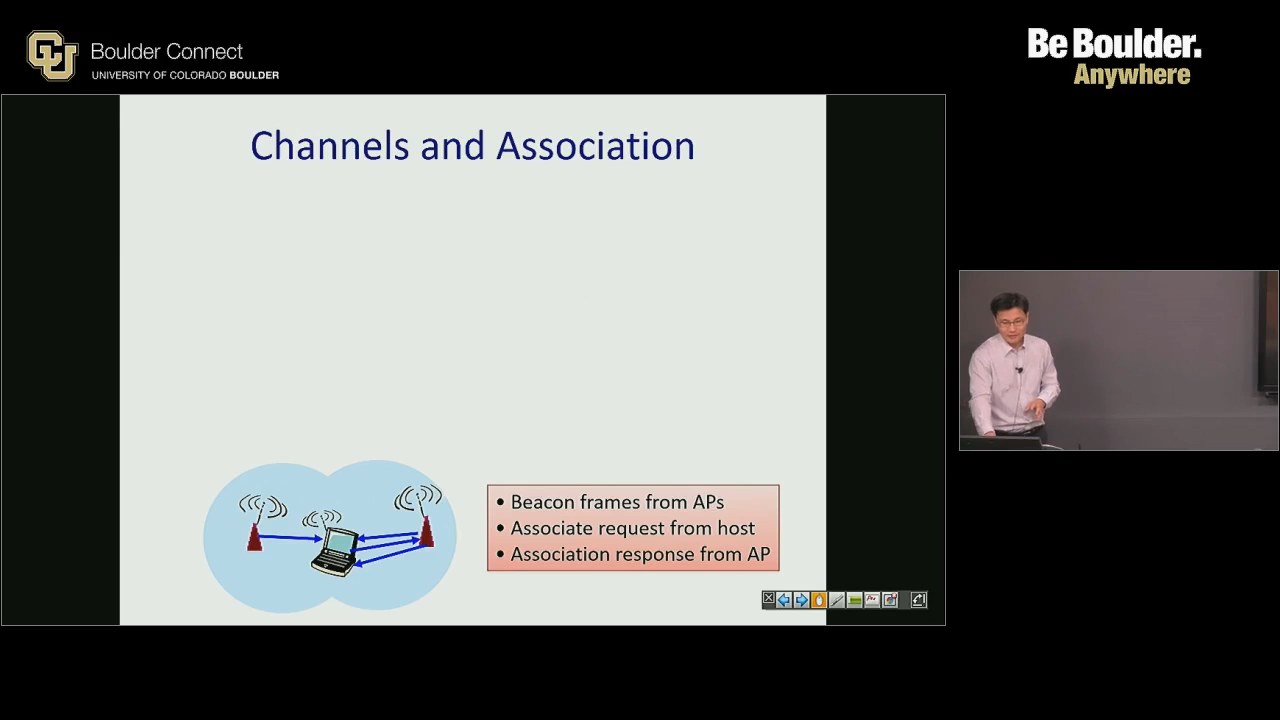 Boulder Connect
UNIVERSITY OF COLORADO BOULDER
Be Boulder.
Anywhere
Channels and Association
• Beacon frames from APs
• Associate request from host
• Association response from AP